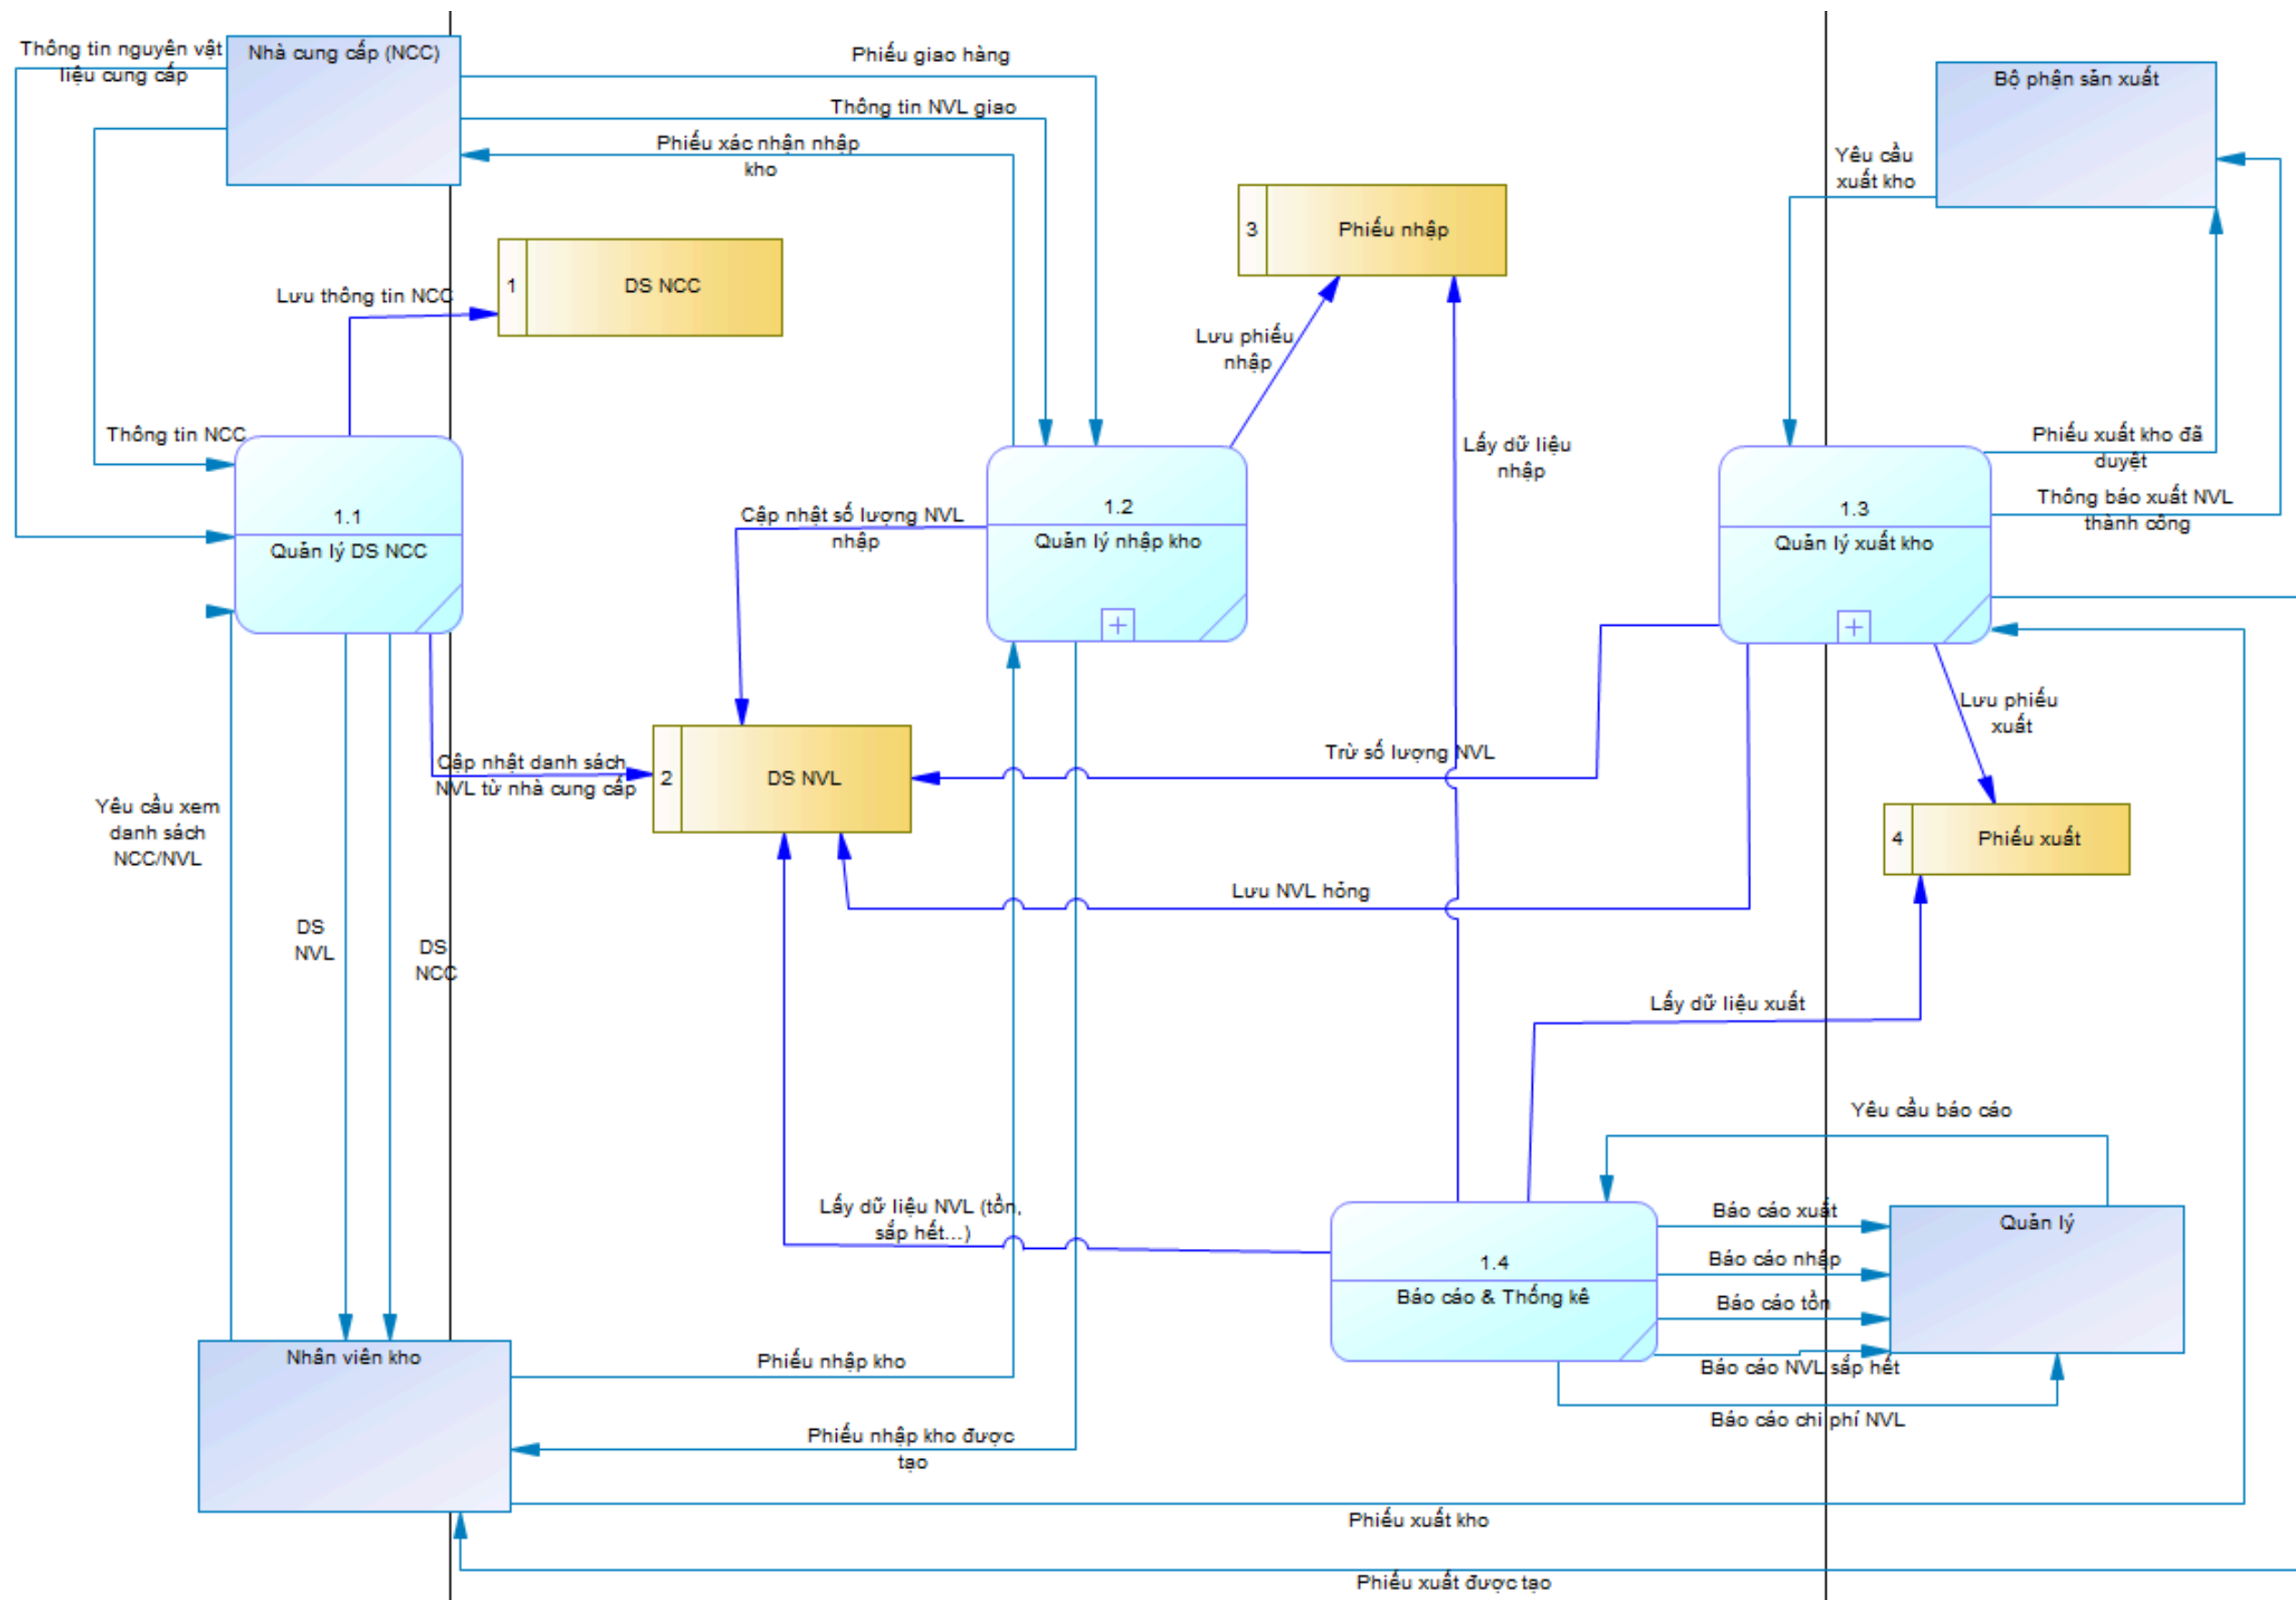 Thông tin nguyên vật
liệu cung cấp
Nhà cung cấp (NCC)
Phiếu giao hàng
Thông tin NVL giao
Phiếu xác nhận nhập
kho
Bộ phận sản xuất
Yêu cầu
xuất kho
3
Phiếu nhập
1
DS NCC
Lưu thông tin NCC
Lưu phiếu
nhập
Thông tin NCC
Lấy dữ liệu
nhập
Phiếu xuất kho đã
duyệt
Thông báo xuất NVL
thành công
1.1
Quản lý DS NCC
Cập nhật số lượng NVL
nhập
1.2
Quản lý nhập kho
1.3
Quản lý xuất kho
Lưu phiếu
xuất
Cập nhật danh sách
NVL từ nhà cung cấp
2
DS NVL
Trừ số lượng NVL
Yêu cầu xem
danh sách
NCC/NVL
4
Phiếu xuất
Lưu NVL hỏng
DS
NVL
DS
NCC
Lấy dữ liệu xuất
Yêu cầu báo cáo
Lấy dữ liệu NVL (tồn,
sắp hết...)
1.4
Báo cáo & Thống kê
Báo cáo xuất
Báo cáo nhập
Báo cáo tồn
Báo cáo NVL sắp hết
Báo cáo chi phí NVL
Quản lý
Nhân viên kho
Phiếu nhập kho
Phiếu nhập kho được
tạo
Phiếu xuất kho
Phiếu xuất được tạo